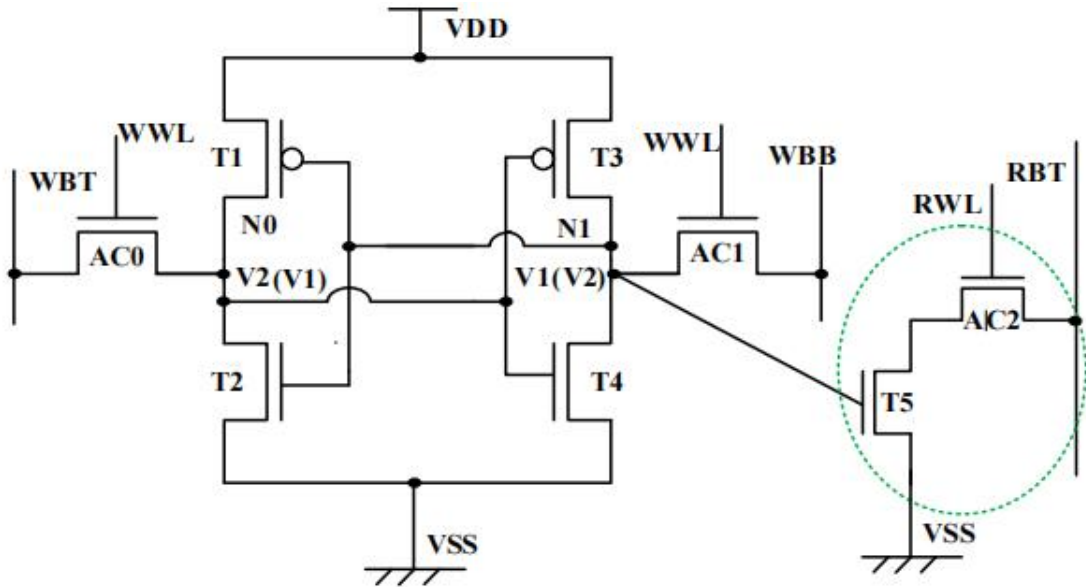 VDD
WWL
T1
T3
WWL
WBB
WBT
RBT
RWL
N0
N1
AC0
V2(V1)
V1(V2)
AC1
AC2
T2
T4
T5
VSS
VSS